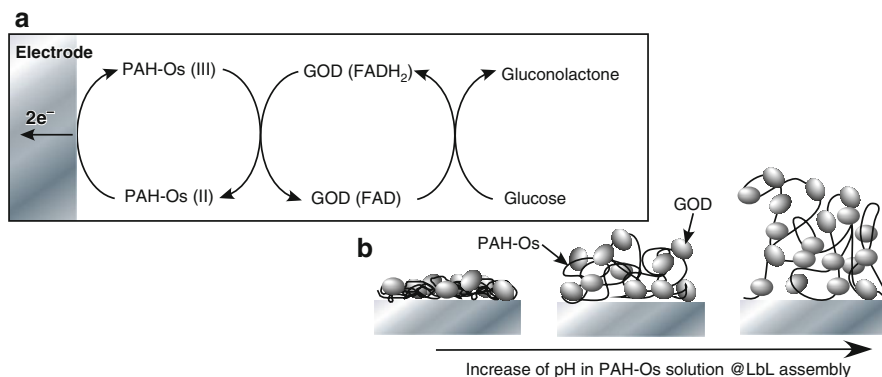 a
Electrode
PAH-Os (III)
GOD (FADH₂)
Gluconolactone
2e⁻
PAH-Os (II)
GOD (FAD)
Glucose
b
PAH-Os
GOD
Increase of pH in PAH-Os solution @LbL assembly